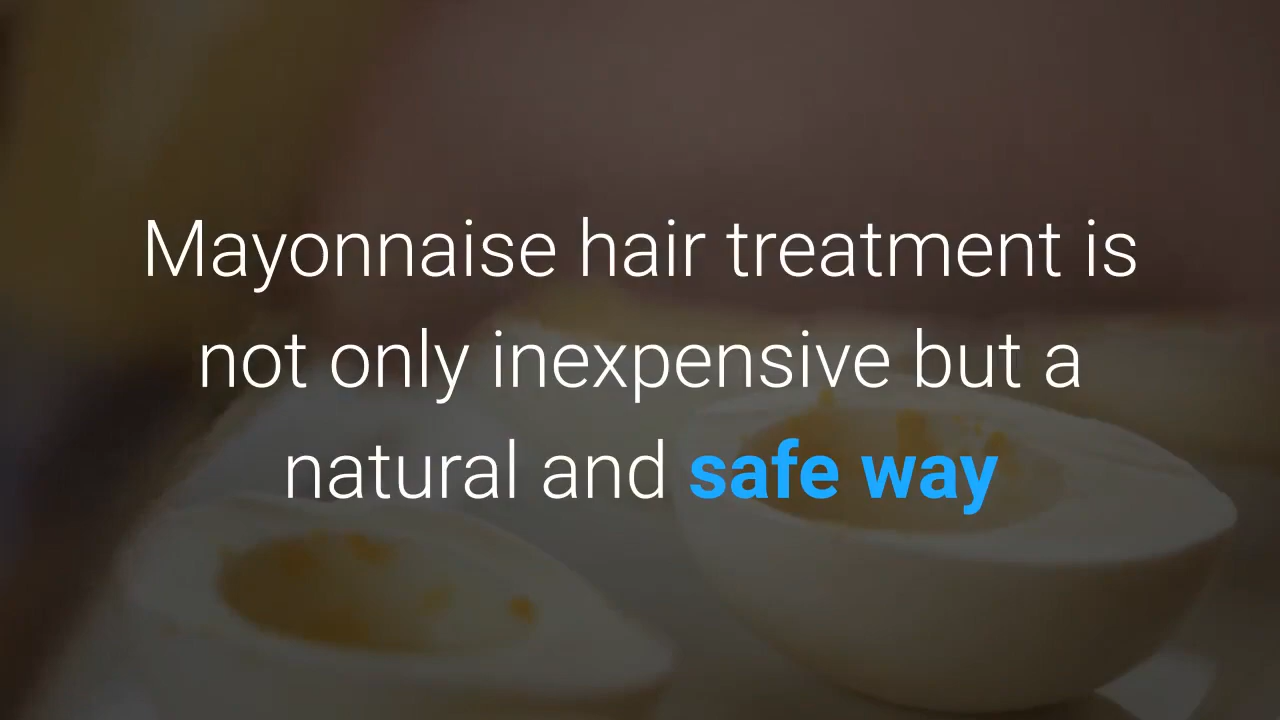 Mayonnaise hair treatment is
not only inexpensive but a
natural and safe way